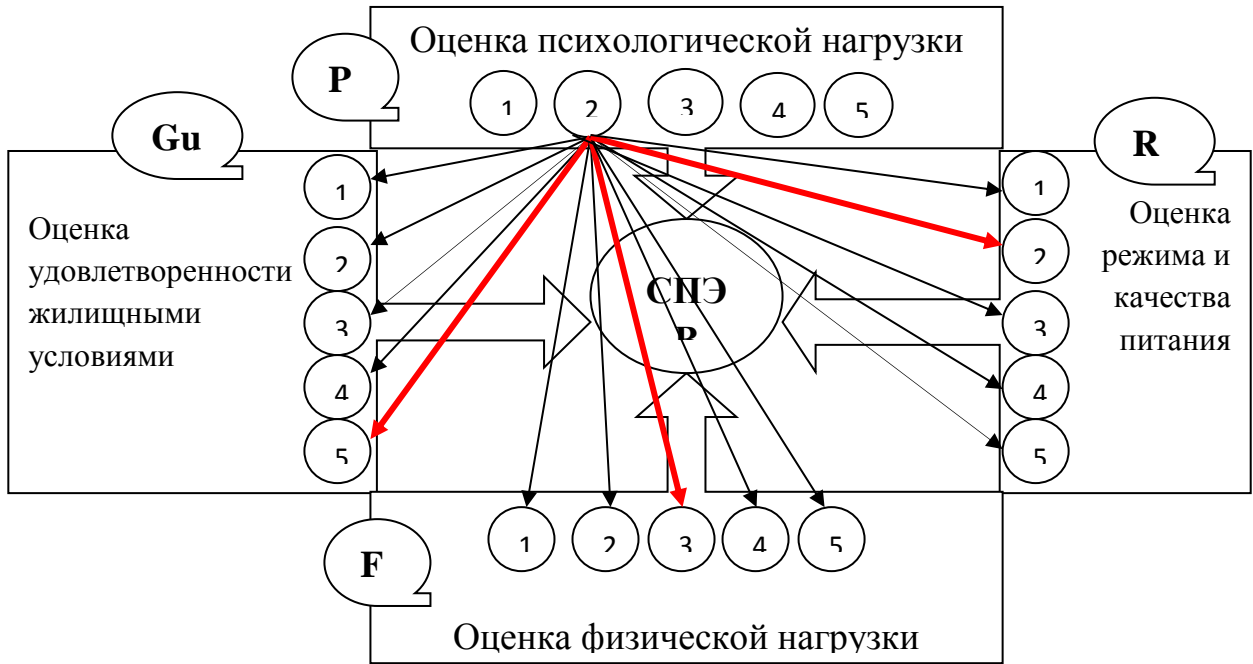 Оценка психологической нагрузки
P
1 2 3 4 5
Gu
Оценка
удовлетворенности
жилищными
условиями
1
2
3
4
5
СПЭ
В
R
1
2
3
4
5
Оценка
режима и
качества
питания
F
1 2 3 4 5
Оценка физической нагрузки